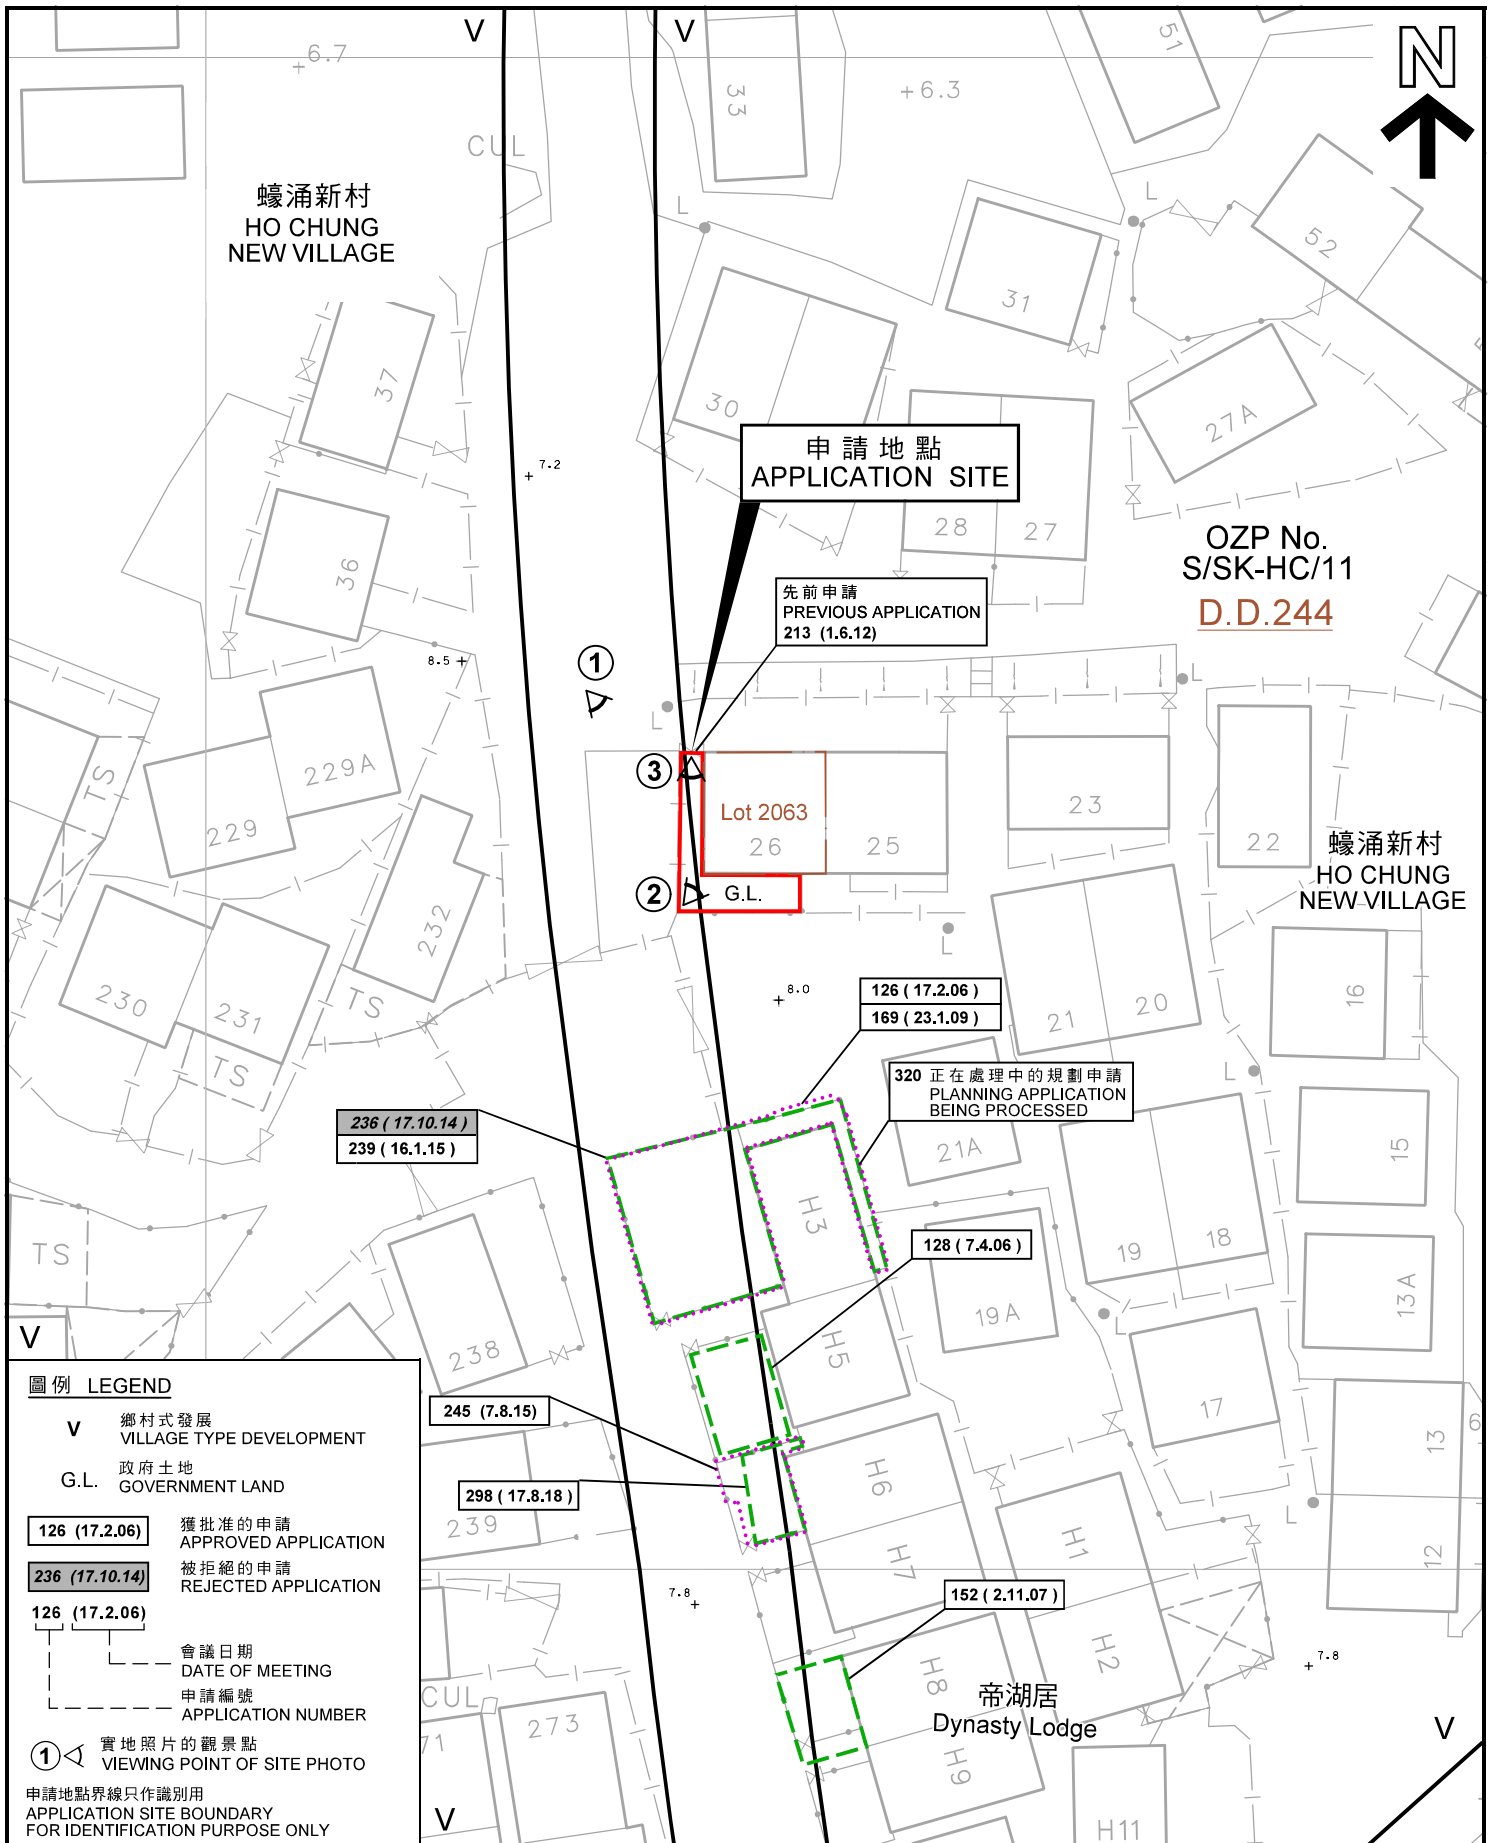 V
V
N
6.7
6.3
33
51
CUL
蠔涌新村
HO CHUNG
NEW VILLAGE
L
L
52
31
37
30
27A
申請地點
APPLICATION SITE
7.2
28
27
OZP No.
S/SK-HC/11
D.D.244
36
先前申請
PREVIOUS APPLICATION
213 (1.6.12)
8.5
1
L
L
TS
229A
229
3
Lot 2063
26
25
23
22
蠔涌新村
HO CHUNG
NEW VILLAGE
2
G.L.
232
L
230
231
TS
TS
8.0
126 ( 17.2.06 )
169 ( 23.1.09 )
21
20
16
320 正在處理中的規劃申請
PLANNING APPLICATION
BEING PROCESSED
L
236 ( 17.10.14 )
239 ( 16.1.15 )
21A
15
H3
TS
128 ( 7.4.06 )
19
18
19A
13A
L
V
238
H5
17
245 (7.8.15)
6
13
H6
298 ( 17.8.18 )
239
L
H1
H7
12
7.8
152 ( 2.11.07 )
H2
7.8
H8
帝湖居
Dynasty Lodge
CUL
71
273
H9
V
V
H11
圖例 LEGEND
V 鄉村式發展
VILLAGE TYPE DEVELOPMENT
G.L. 政府土地
GOVERNMENT LAND
126 (17.2.06) 獲批准的申請
APPROVED APPLICATION
236 (17.10.14) 被拒絕的申請
REJECTED APPLICATION
126 (17.2.06)
會議日期
DATE OF MEETING
申請編號
APPLICATION NUMBER
1 實地照片的觀景點
VIEWING POINT OF SITE PHOTO
申請地點界線只作識別用
APPLICATION SITE BOUNDARY
FOR IDENTIFICATION PURPOSE ONLY